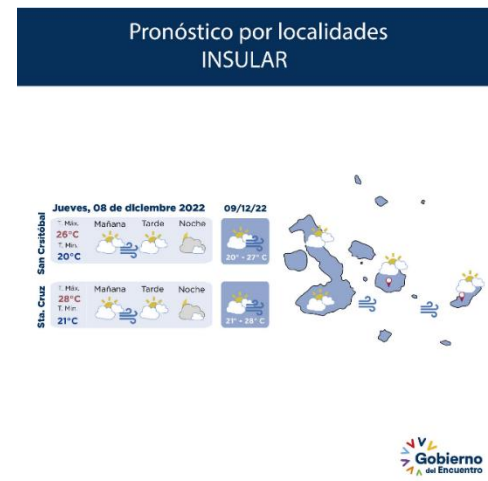 Pronóstico por localidades
INSULAR
Jueves, 08 de diciembre 2022
09/12/22
San Crsitóbal
T. Máx.
26°C
T. Mín.
20°C
Mañana
Tarde
Noche
20° - 27° C
Sta. Cruz
T. Máx.
28°C
T. Mín
21°C
Mañana
Tarde
Noche
21° - 28° C
Gobierno
del Encuentro